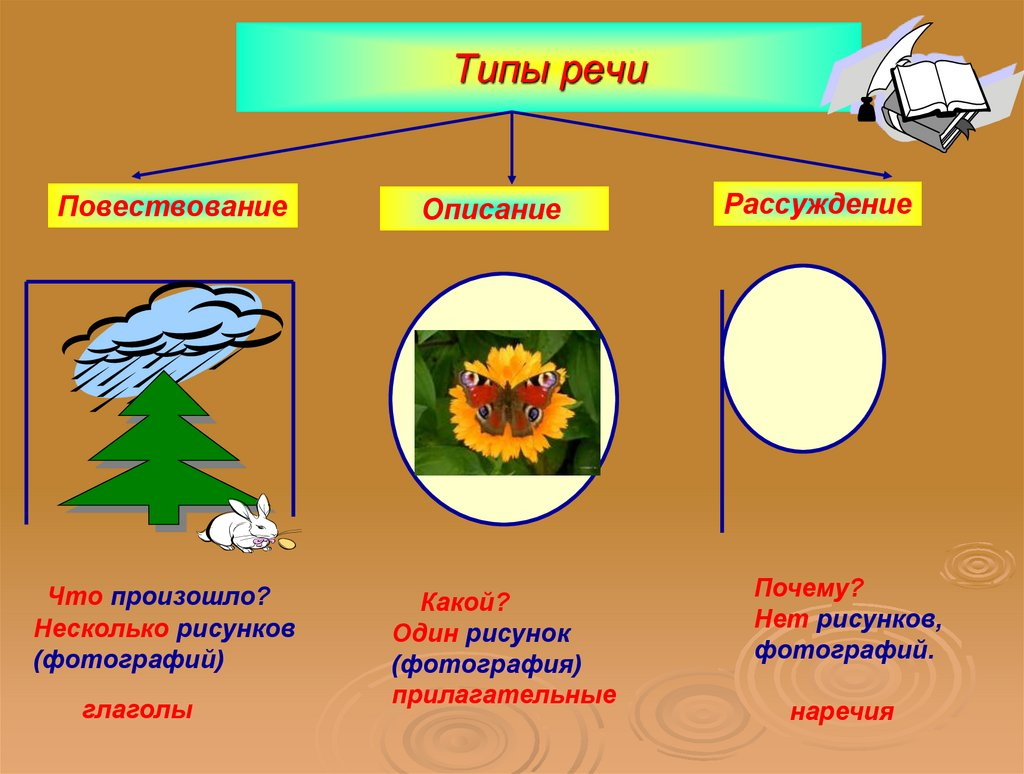 Типы речи
Повествование
Описание
Рассуждение
Что произошло?
Несколько рисунков
(фотографий)
глаголы
Какой?
Один рисунок
(фотография)
прилагательные
Почему?
Нет рисунков,
фотографий.
наречия